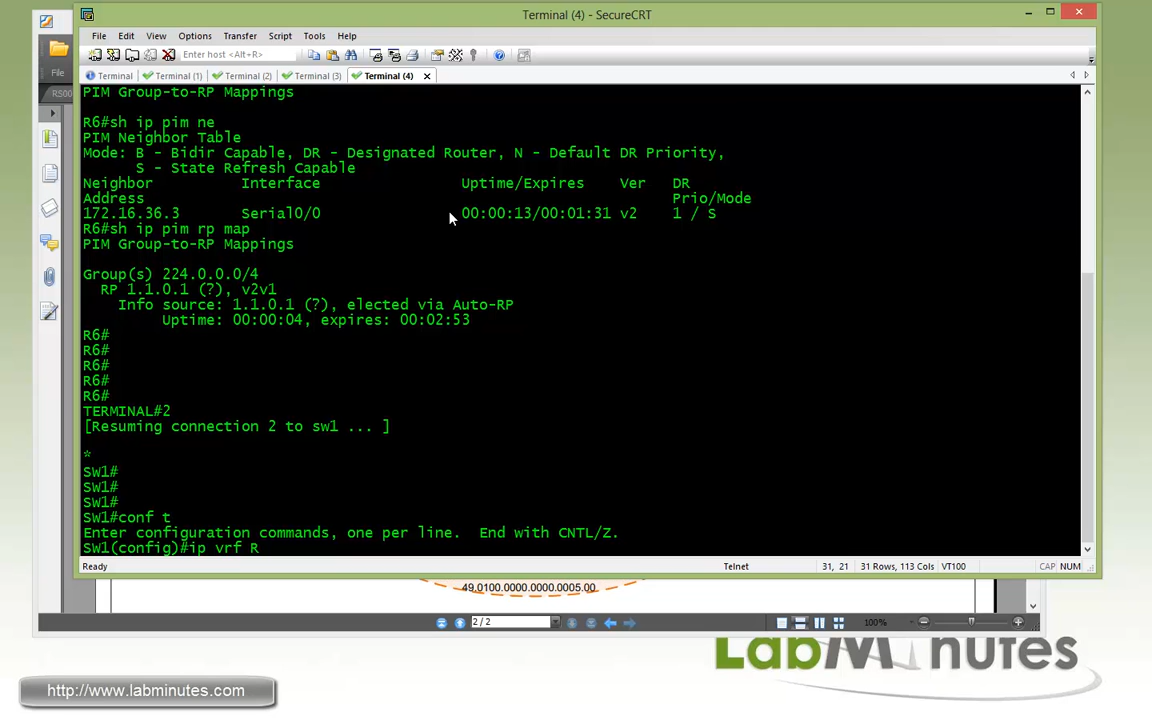 Terminal (4) - SecureCRT
File Edit View Options Transfer Script Tools Help
Enter host <Alt+R>
File
Terminal Terminal (1) Terminal (2) Terminal (3) Terminal (4)
RS00
PIM Group-to-RP Mappings
R6#sh ip pim ne
PIM Neighbor Table
Mode: B - Bidir Capable, DR - Designated Router, N - Default DR Priority,
S - State Refresh Capable
Neighbor Interface Uptime/Expires Ver DR
Address Prio/Mode
172.16.36.3 Serial0/0 00:00:13/00:01:31 v2 1 / S
R6#sh ip pim rp map
PIM Group-to-RP Mappings
Group(s) 224.0.0.0/4
RP 1.1.0.1 (?), v2v1
Info source: 1.1.0.1 (?), elected via Auto-RP
Uptime: 00:00:04, expires: 00:02:53
R6#
R6#
R6#
R6#
R6#
TERMINAL#2
[Resuming connection 2 to sw1 ... ]
*
SW1#
SW1#
SW1#
SW1#conf t
Enter configuration commands, one per line. End with CNTL/Z.
SW1(config)#ip vrf R
Ready Telnet 31, 21 31 Rows, 113 Cols VT100 CAP NUM
49.0100.0000.0000.0005.00
2 / 2 100%
LabMinutes
http://www.labminutes.com